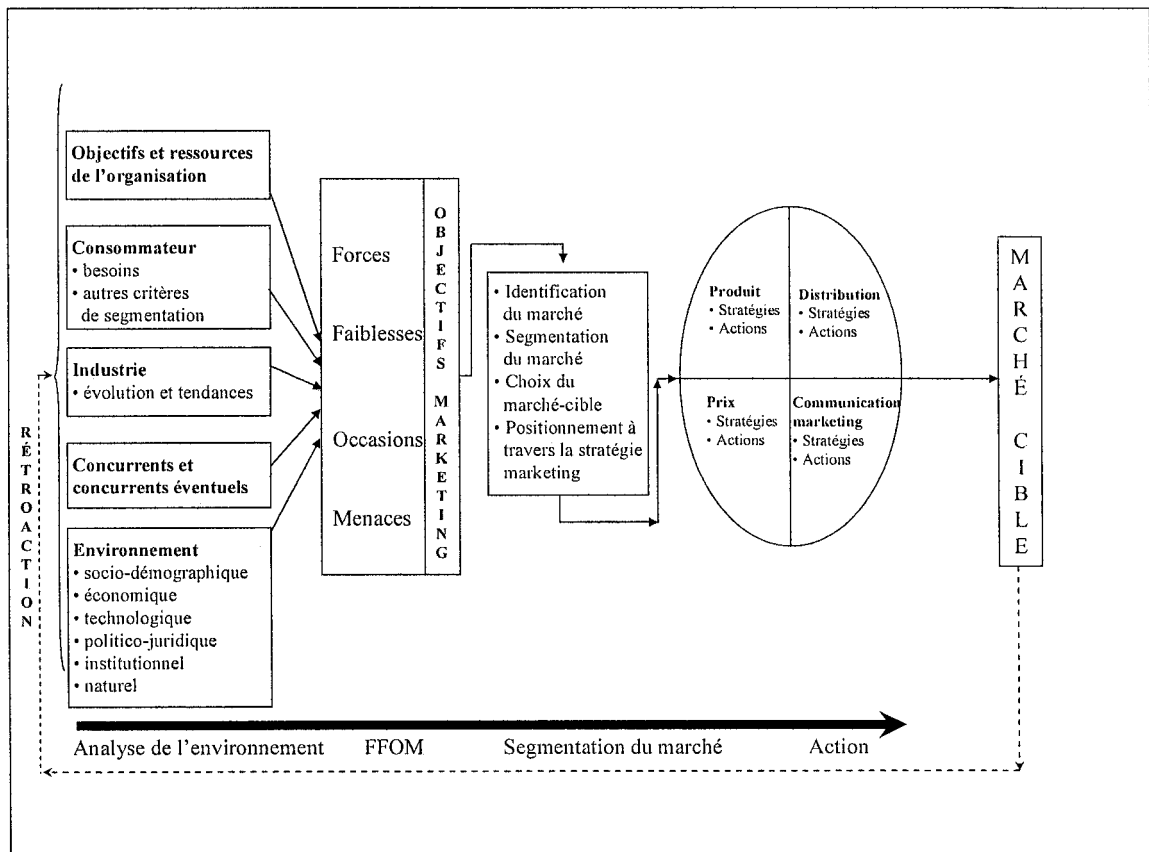 Objectifs et ressources
de l'organisation
Consommateur
• besoins
• autres critères
de segmentation
Industrie
• évolution et tendances
Concurrents et
concurrents éventuels
Environnement
• socio-démographique
• économique
• technologique
• politico-juridique
• institutionnel
• naturel
RÉTROACTION
Forces
Faiblesses
Occasions
Menaces
OBJECTIFS MARKETING
• Identification
du marché
• Segmentation
du marché
• Choix du
marché-cible
• Positionnement à
travers la stratégie
marketing
Produit
• Stratégies
• Actions
Distribution
• Stratégies
• Actions
Prix
• Stratégies
• Actions
Communication
marketing
• Stratégies
• Actions
MARCHÉ CIBLE
Analyse de l'environnement
FFOM
Segmentation du marché
Action